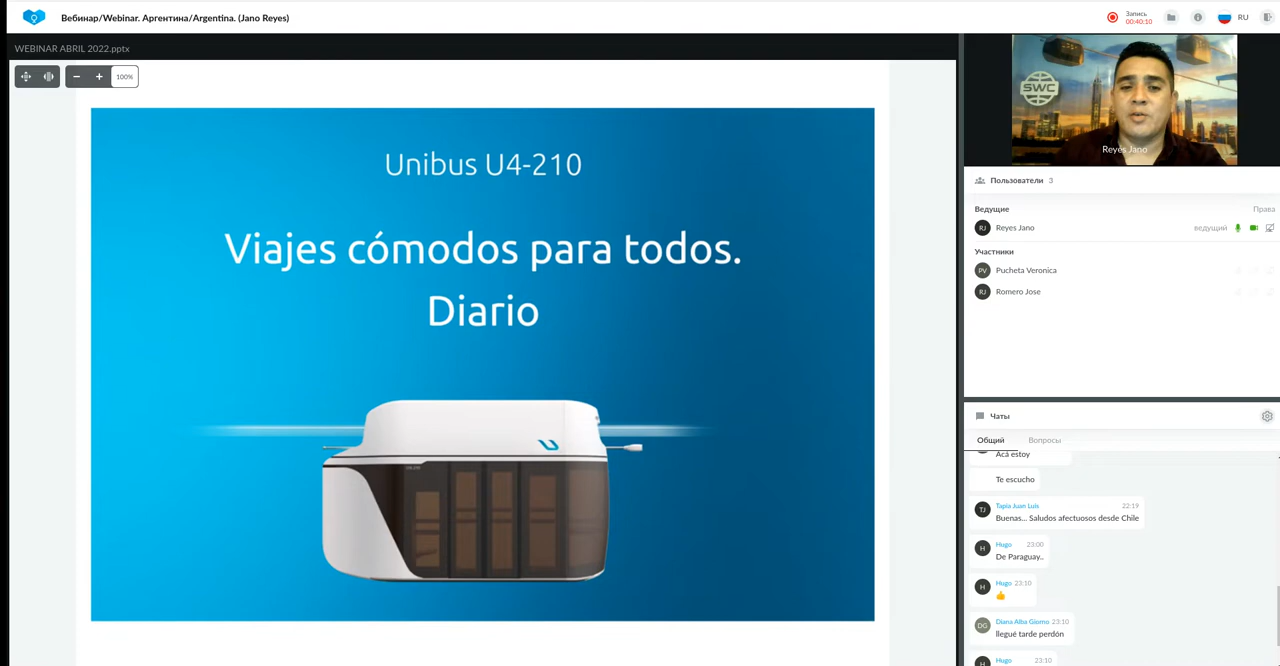 Вебинар/Webinar. Аргентина/Argentina. (Jano Reyes)
Запись
00:40:10
RU
WEBINAR ABRIL 2022.pptx
100%
Unibus U4-210
Viajes cómodos para todos.
Diario
SWC
Reyes Jano
Пользователи 3
Ведущие
Права
RJ
Reyes Jano
ведущий
Участники
PV
Pucheta Veronica
RJ
Romero Jose
Чаты
Общий
Вопросы
Acá estoy
Te escucho
TJ
Tapia Juan Luis 22:19
Buenas... Saludos afectuosos desde Chile
H
Hugo 23:00
De Paraguay..
H
Hugo 23:10
👍
DG
Diana Alba Giorno 23:10
llegué tarde perdón
H
Hugo 23:10